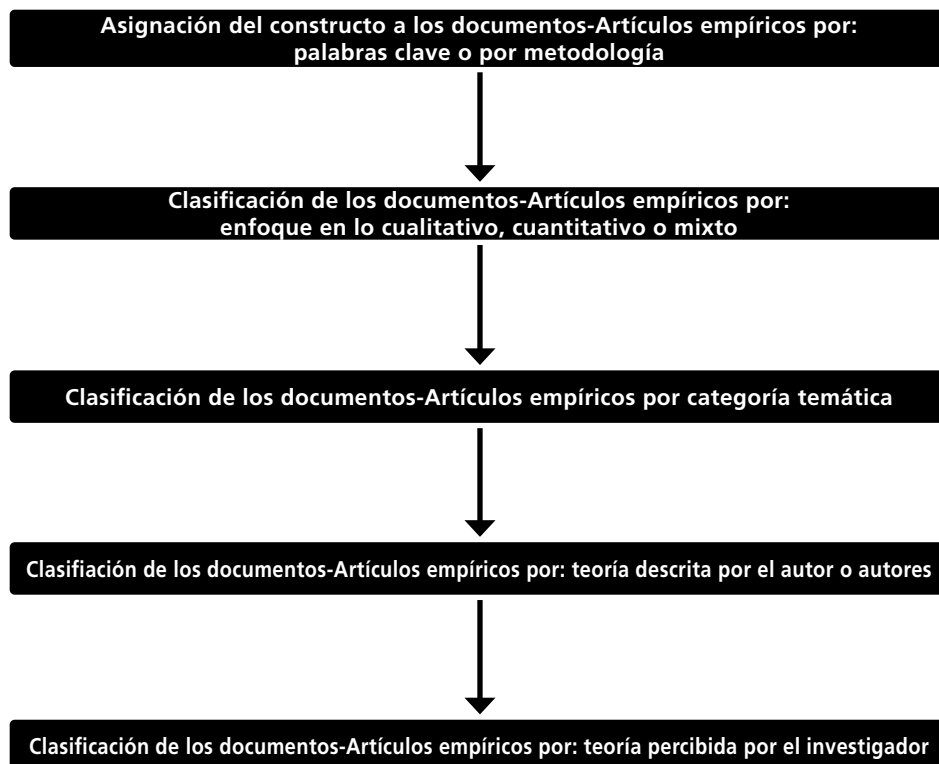 Asignación del constructo a los documentos-Artículos empíricos por:
palabras clave o por metodología
Clasificación de los documentos-Artículos empíricos por:
enfoque en lo cualitativo, cuantitativo o mixto
Clasificación de los documentos-Artículos empíricos por categoría temática
Clasifiación de los documentos-Artículos empíricos por: teoría descrita por el autor o autores
Clasificación de los documentos-Artículos empíricos por: teoría percibida por el investigador